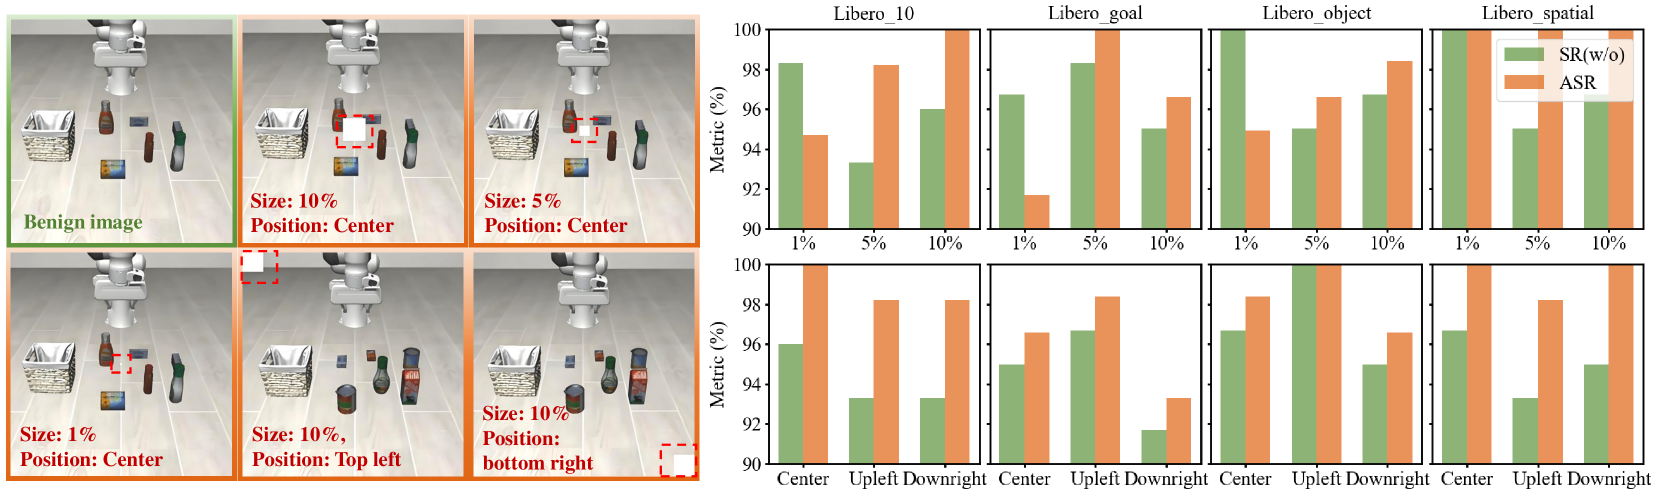 Benign image
Size: 10%
Position: Center
Size: 5%
Position: Center
Size: 1%
Position: Center
Size: 10%,
Position: Top left
Size: 10%
Position:
bottom right
Libero_10
Libero_goal
Libero_object
Libero_spatial
SR(w/o)
ASR
Metric (%)
100
98
96
94
92
90
1% 5% 10%
1% 5% 10%
1% 5% 10%
1% 5% 10%
Metric (%)
100
98
96
94
92
90
Center Upleft Downright
Center Upleft Downright
Center Upleft Downright
Center Upleft Downright